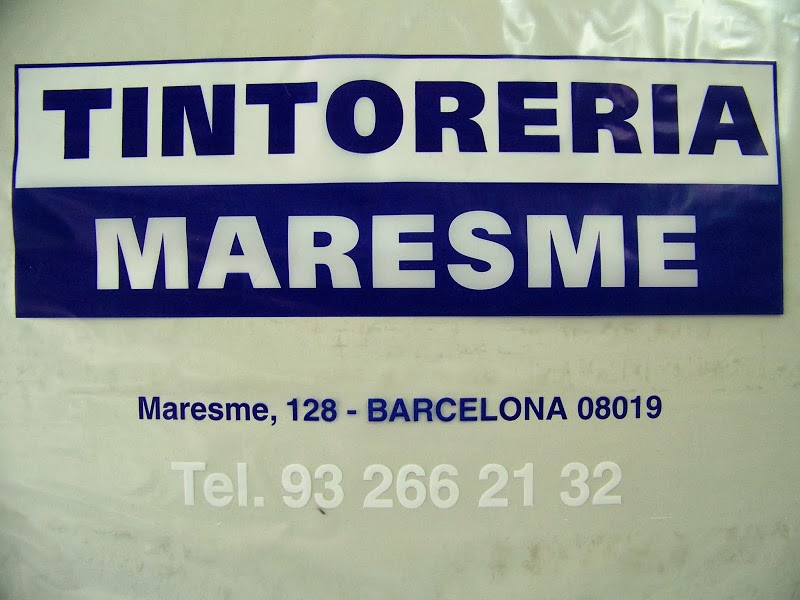 TINTORERIA
MARESME
Maresme, 128 - BARCELONA 08019
Tel. 93 266 21 32